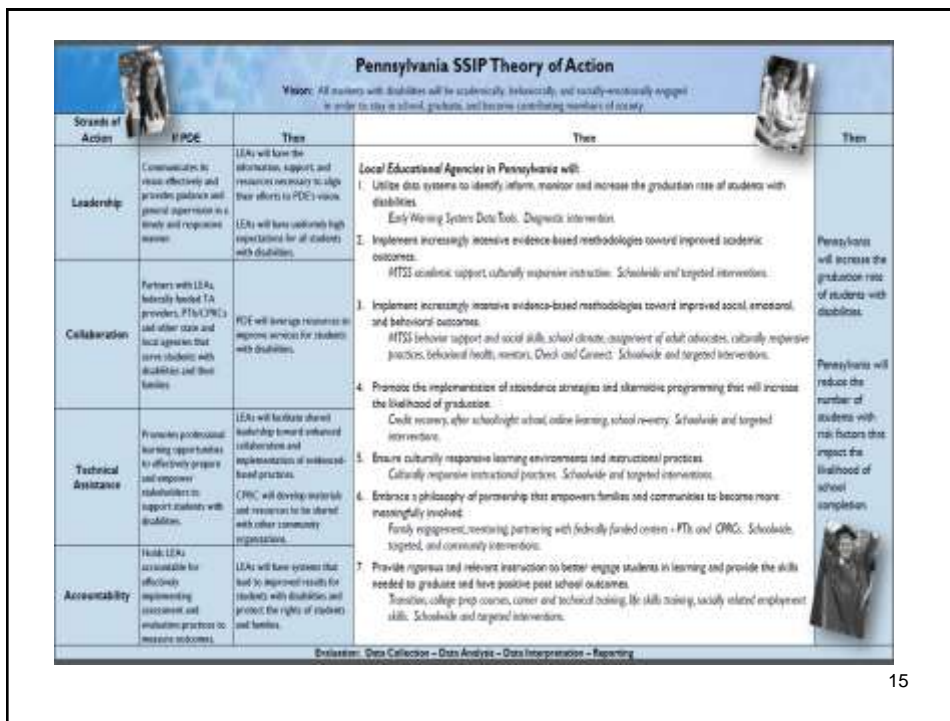 Pennsylvania SSIP Theory of Action
Vision: All students with disabilities will be academically, behaviorally, and socially-emotionally engaged
in order to stay in school, graduate, and become contributing members of society.
Strands of
Action
If PDE
Then
Then
Then
Leadership
Communicates its
vision effectively and
provides guidance and
general supervision in a
timely and responsive
manner.
LEAs will have the
information, support, and
resources necessary to align
their efforts to PDE's vision.
LEAs will have uniformly high
expectations for all students
with disabilities.
Collaboration
Partners with LEAs,
federally funded TA
providers, PTIs/CPRCs
and other state and
local agencies that
serve students with
disabilities and their
families.
PDE will leverage resources to
improve services for students
with disabilities.
Technical
Assistance
Promotes professional
learning opportunities
to effectively prepare
and empower
stakeholders to
support students with
disabilities.
LEAs will facilitate shared
leadership toward enhanced
collaboration and
implementation of evidenced-
based practices.
CPRC will develop materials
and resources to be shared
with other community
organizations.
Accountability
Holds LEAs
accountable for
effectively
implementing
assessment and
evaluation practices to
measure outcomes.
LEAs will have systems that
lead to improved results for
students with disabilities and
protect the rights of students
and families.
Local Educational Agencies in Pennsylvania will:
1. Utilize data systems to identify, inform, monitor and increase the graduation rate of students with
disabilities.
Early Warning System Data Tools. Diagnostic intervention.
2. Implement increasingly intensive evidence-based methodologies toward improved academic
outcomes.
MTSS academic support, culturally responsive instruction. Schoolwide and targeted interventions.
3. Implement increasingly intensive evidence-based methodologies toward improved social, emotional,
and behavioral outcomes.
MTSS behavior support and social skills, school climate, assignment of adult advocates, culturally responsive
practices, behavioral health, mentors, Check and Connect. Schoolwide and targeted interventions.
4. Promote the implementation of attendance strategies and alternative programming that will increase
the likelihood of graduation.
Credit recovery, after school/night school, online learning, school re-entry. Schoolwide and targeted
interventions.
5. Ensure culturally responsive learning environments and instructional practices.
Culturally responsive instructional practices. Schoolwide and targeted interventions.
6. Embrace a philosophy of partnership that empowers families and communities to become more
meaningfully involved.
Family engagement, mentoring, partnering with federally funded centers - PTIs and CPRCs. Schoolwide,
targeted, and community interventions.
7. Provide rigorous and relevant instruction to better engage students in learning and provide the skills
needed to graduate and have positive post school outcomes.
Transition, college prep courses, career and technical training, life skills training, socially related employment
skills. Schoolwide and targeted interventions.
Pennsylvania
will increase the
graduation rate
of students with
disabilities.
Pennsylvania will
reduce the
number of
students with
risk factors that
impact the
likelihood of
school
completion.
Evaluation: Data Collection – Data Analysis – Data Interpretation – Reporting
15